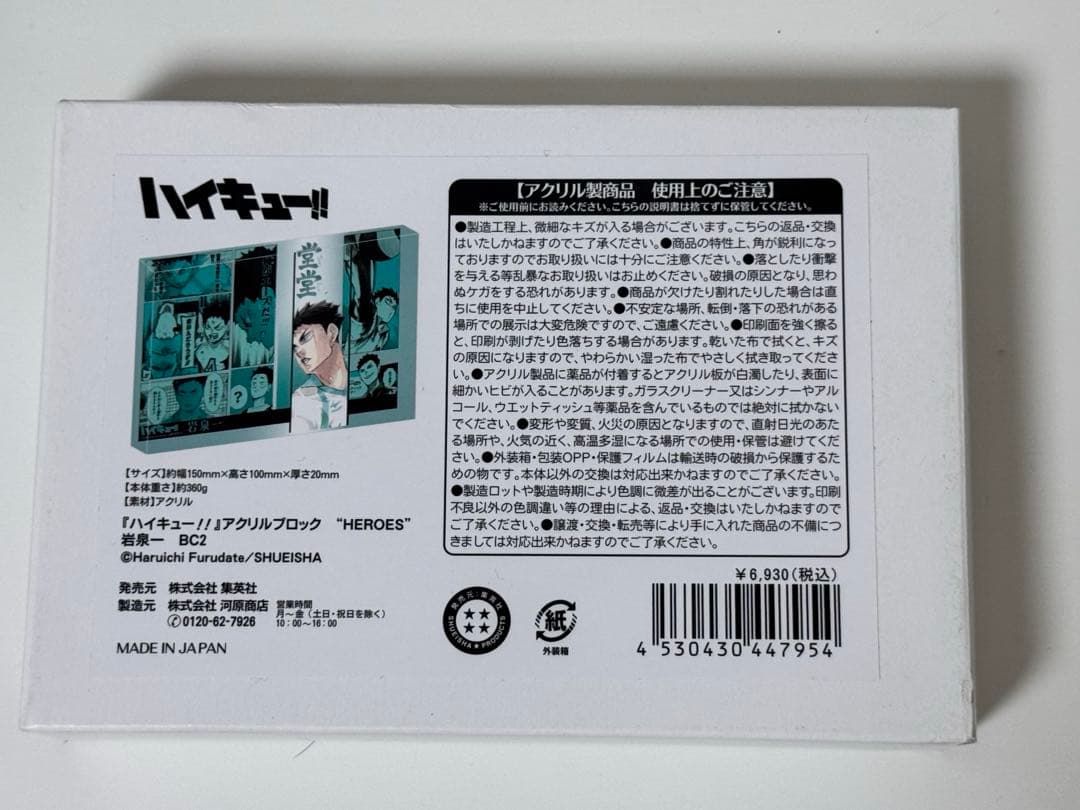 ハイキュー!!
堂堂
?
ハイキュー!!
岩泉一
【サイズ】約幅150mm×高さ100mm×厚さ20mm
【本体重さ】約360g
【素材】アクリル
『ハイキュー!!』アクリルブロック “HEROES”
岩泉一 BC2
©Haruichi Furudate/SHUEISHA
発売元 株式会社 集英社
製造元 株式会社 河原商店
✆0120-62-7926
営業時間
月～金(土日・祝日を除く)
10:00～16:00
MADE IN JAPAN
【アクリル製商品 使用上のご注意】
※ご使用前にお読みください。こちらの説明書は捨てずに保管してください。
●製造工程上、微細なキズが入る場合がございます。こちらの返品・交換
はいたしかねますのでご了承ください。●商品の特性上、角が鋭利になっ
ておりますのでお取り扱いには十分にご注意ください。●落としたり衝撃
を与える等乱暴なお取り扱いはお止めください。破損の原因となり、思わ
ぬケガをする恐れがあります。●商品が欠けたり割れたりした場合は直
ちに使用を中止してください。●不安定な場所、転倒・落下の恐れがある
場所での展示は大変危険ですので、ご遠慮ください。●印刷面を強く擦る
と、印刷が剥げたり色落ちする場合があります。乾いた布で拭くと、キズ
の原因になりますので、やわらかい湿った布でやさしく拭き取ってくださ
い。●アクリル製品に薬品が付着するとアクリル板が白濁したり、表面に
細かいヒビが入ることがあります。ガラスクリーナー又はシンナーやアル
コール、ウエットティッシュ等薬品を含んでいるものでは絶対に拭かない
でください。●変形や変質、火災の原因となりますので、直射日光のあた
る場所や、火気の近く、高温多湿になる場所での使用・保管は避けてくだ
さい。●外装箱・包装OPP・保護フィルムは輸送時の破損から保護するた
めの物です。本体以外の交換は対応出来かねますのでご了承ください。
●製造ロットや製造時期により色調に微差が出ることがございます。印刷
不良以外の色調違い等の理由による、返品・交換はいたしかねますので
ご了承ください。●譲渡・交換・転売等により手に入れた商品の不備につ
きましては対応出来かねますのでご了承ください。
発売元:集英社
SHUEISHA★PRODUCTS
紙
外装箱
¥6,930(税込)
4 530430 447954